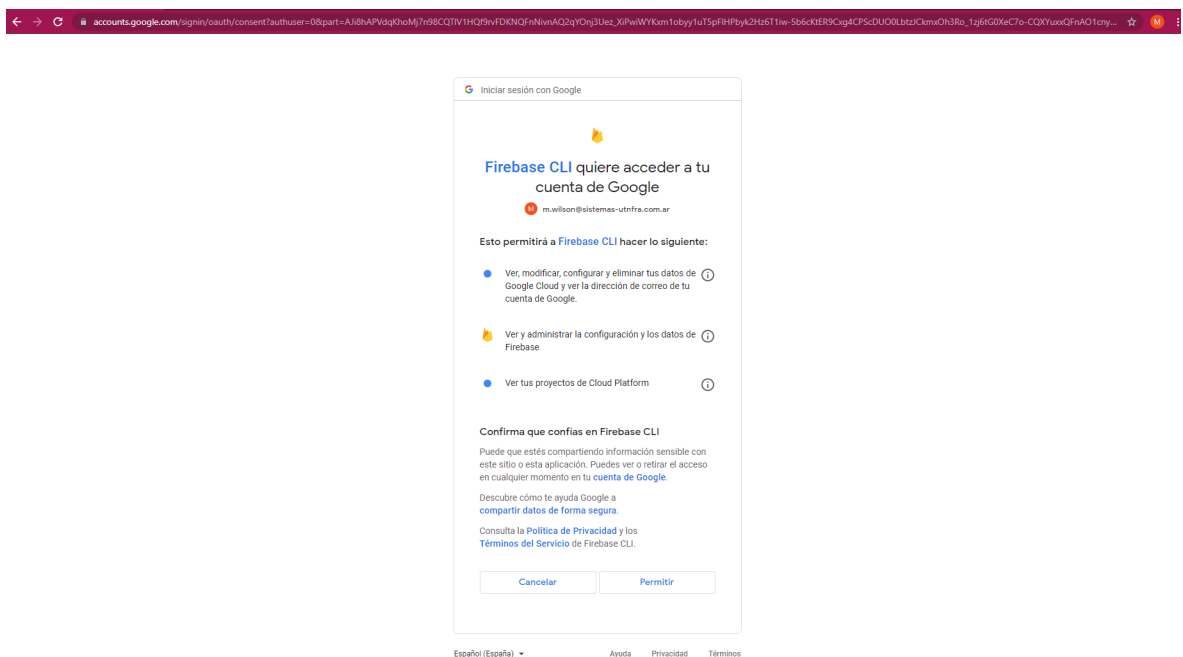 accounts.google.com/signin/oauth/consent?authuser=0&part=AJi8hAPVdqKhoMj7n98CQTlV1HQf9rvFDKNQFnNivnAQ2qYOnj3Uez_XiPwiWYKxm1obyy1uT5pFlHPbyk2Hz6T1iw-5b6cKtER9Cxg4CPScDUO0LbtzJCkmxOh3Ro_1zj6tG0XeC7o-CQXYuxxQFnAO1cny...
M
Iniciar sesión con Google
Firebase CLI quiere acceder a tu
cuenta de Google
M m.wilson@sistemas-utnfra.com.ar
Esto permitirá a Firebase CLI hacer lo siguiente:
Ver, modificar, configurar y eliminar tus datos de
Google Cloud y ver la dirección de correo de tu
cuenta de Google.
Ver y administrar la configuración y los datos de
Firebase
Ver tus proyectos de Cloud Platform
Confirma que confías en Firebase CLI
Puede que estés compartiendo información sensible con
este sitio o esta aplicación. Puedes ver o retirar el acceso
en cualquier momento en tu cuenta de Google.
Descubre cómo te ayuda Google a
compartir datos de forma segura.
Consulta la Política de Privacidad y los
Términos del Servicio de Firebase CLI.
Cancelar Permitir
Español (España) Ayuda Privacidad Términos